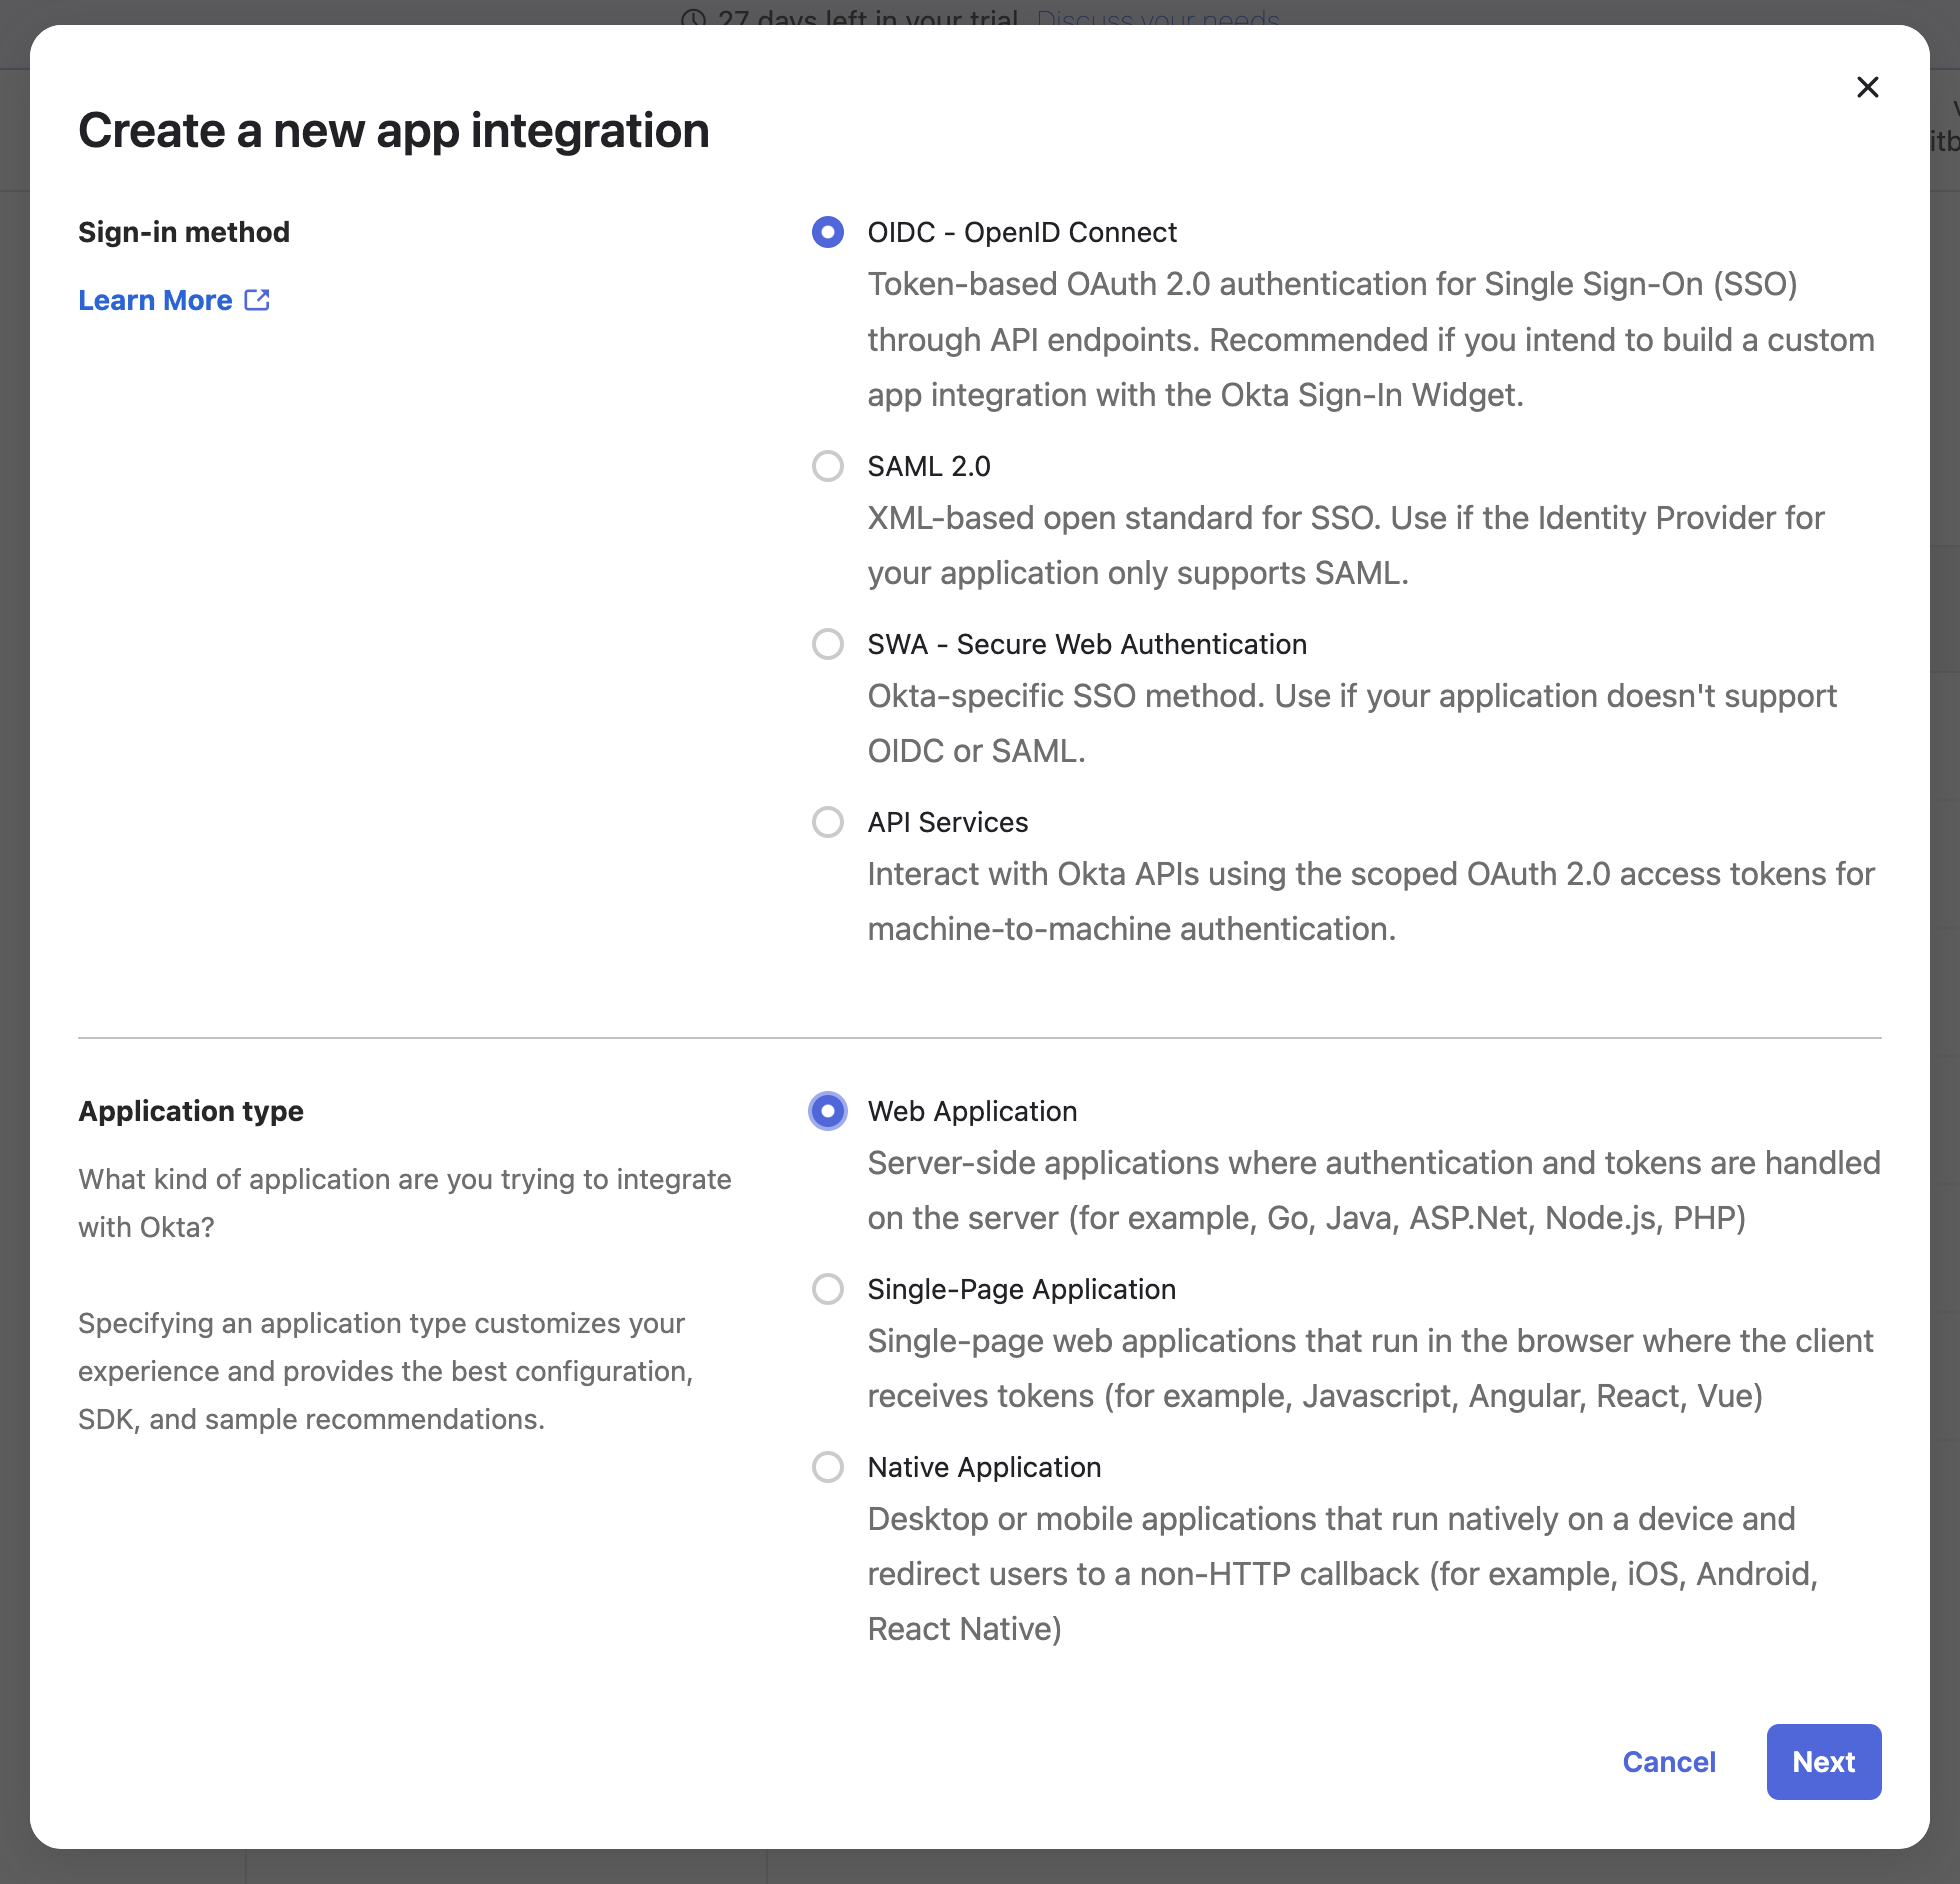 27 days left in your trial Discuss your needs
Create a new app integration
Sign-in method
Learn More
OIDC - OpenID Connect
Token-based OAuth 2.0 authentication for Single Sign-On (SSO)
through API endpoints. Recommended if you intend to build a custom
app integration with the Okta Sign-In Widget.
SAML 2.0
XML-based open standard for SSO. Use if the Identity Provider for
your application only supports SAML.
SWA - Secure Web Authentication
Okta-specific SSO method. Use if your application doesn't support
OIDC or SAML.
API Services
Interact with Okta APIs using the scoped OAuth 2.0 access tokens for
machine-to-machine authentication.
Application type
What kind of application are you trying to integrate
with Okta?
Specifying an application type customizes your
experience and provides the best configuration,
SDK, and sample recommendations.
Web Application
Server-side applications where authentication and tokens are handled
on the server (for example, Go, Java, ASP.Net, Node.js, PHP)
Single-Page Application
Single-page web applications that run in the browser where the client
receives tokens (for example, Javascript, Angular, React, Vue)
Native Application
Desktop or mobile applications that run natively on a device and
redirect users to a non-HTTP callback (for example, iOS, Android,
React Native)
Cancel
Next